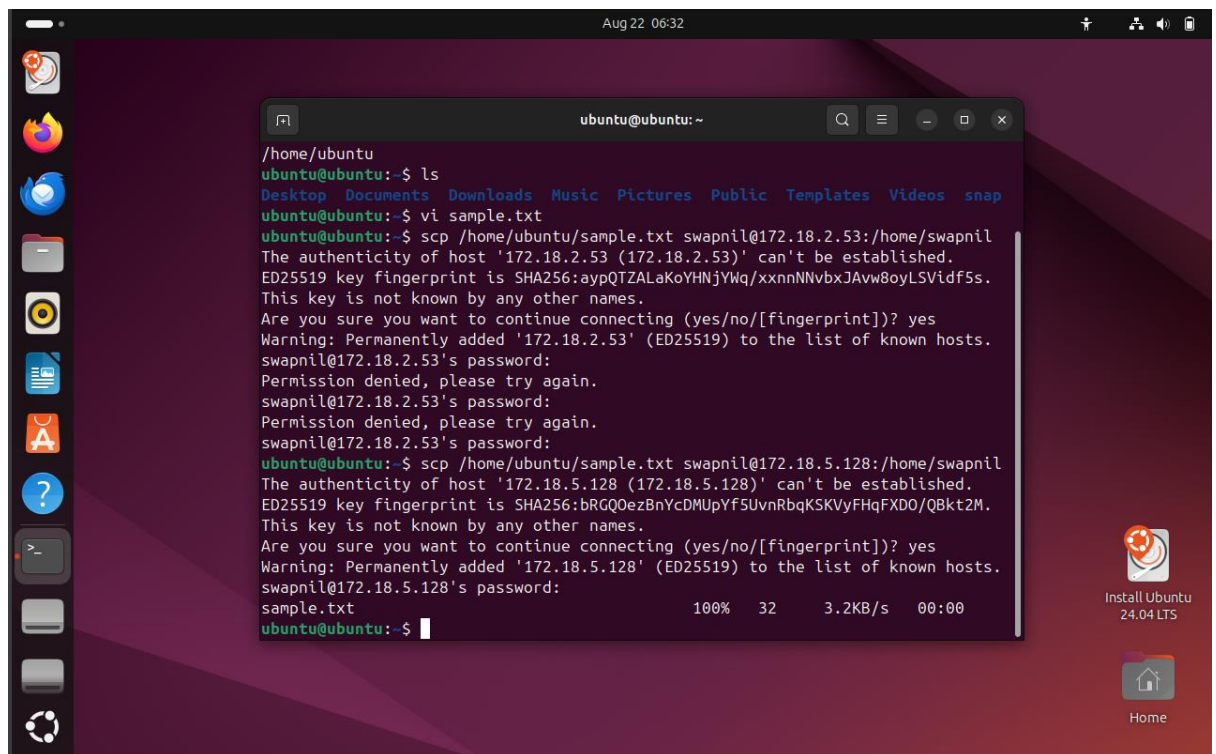 Aug 22 06:32
ubuntu@ubuntu: ~
/home/ubuntu
ubuntu@ubuntu:~$ ls
Desktop Documents Downloads Music Pictures Public Templates Videos snap
ubuntu@ubuntu:~$ vi sample.txt
ubuntu@ubuntu:~$ scp /home/ubuntu/sample.txt swapnil@172.18.2.53:/home/swapnil
The authenticity of host '172.18.2.53 (172.18.2.53)' can't be established.
ED25519 key fingerprint is SHA256:aypQTZALaKoYHNjYWq/xxnnNNvbxJAvw8oyLSVidf5s.
This key is not known by any other names.
Are you sure you want to continue connecting (yes/no/[fingerprint])? yes
Warning: Permanently added '172.18.2.53' (ED25519) to the list of known hosts.
swapnil@172.18.2.53's password:
Permission denied, please try again.
swapnil@172.18.2.53's password:
Permission denied, please try again.
swapnil@172.18.2.53's password:
ubuntu@ubuntu:~$ scp /home/ubuntu/sample.txt swapnil@172.18.5.128:/home/swapnil
The authenticity of host '172.18.5.128 (172.18.5.128)' can't be established.
ED25519 key fingerprint is SHA256:bRGQOezBnYcDMUpYf5UvnRbqKSKVyFHqFXDO/QBkt2M.
This key is not known by any other names.
Are you sure you want to continue connecting (yes/no/[fingerprint])? yes
Warning: Permanently added '172.18.5.128' (ED25519) to the list of known hosts.
swapnil@172.18.5.128's password:
sample.txt 100% 32 3.2KB/s 00:00
ubuntu@ubuntu:~$
Install Ubuntu
24.04 LTS
Home